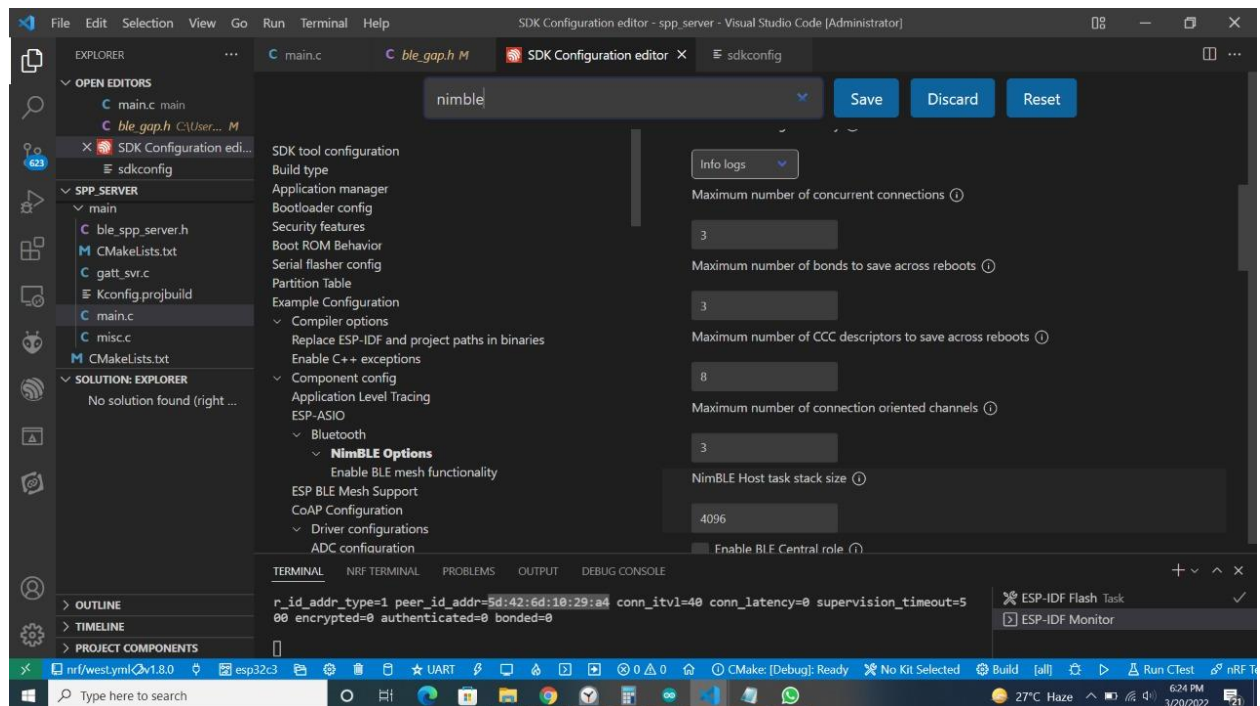 File Edit Selection View Go Run Terminal Help SDK Configuration editor - spp_server - Visual Studio Code [Administrator]
EXPLORER
OPEN EDITORS
C main.c main
C ble_gap.h C:\User... M
SDK Configuration edi...
sdkconfig
SPP_SERVER
main
C ble_spp_server.h
M CMakeLists.txt
C gatt_svr.c
Kconfig.projbuild
C main.c
C misc.c
M CMakeLists.txt
SOLUTION: EXPLORER
No solution found (right ...
OUTLINE
TIMELINE
PROJECT COMPONENTS
623
C main.c C ble_gap.h M SDK Configuration editor sdkconfig
nimble Save Discard Reset
SDK tool configuration
Build type
Application manager
Bootloader config
Security features
Boot ROM Behavior
Serial flasher config
Partition Table
Example Configuration
Compiler options
Replace ESP-IDF and project paths in binaries
Enable C++ exceptions
Component config
Application Level Tracing
ESP-ASIO
Bluetooth
NimBLE Options
Enable BLE mesh functionality
ESP BLE Mesh Support
CoAP Configuration
Driver configurations
ADC configuration
Info logs
Maximum number of concurrent connections
3
Maximum number of bonds to save across reboots
3
Maximum number of CCC descriptors to save across reboots
8
Maximum number of connection oriented channels
3
NimBLE Host task stack size
4096
Enable BLE Central role
TERMINAL NRF TERMINAL PROBLEMS OUTPUT DEBUG CONSOLE
r_id_addr_type=1 peer_id_addr=5d:42:6d:10:29:a4 conn_itvl=40 conn_latency=0 supervision_timeout=5
00 encrypted=0 authenticated=0 bonded=0
ESP-IDF Flash Task
ESP-IDF Monitor
nrf/west.yml v1.8.0 esp32c3 UART 0 0 CMake: [Debug]: Ready No Kit Selected Build [all] Run CTest nRF Te
Type here to search 27°C Haze 6:24 PM
3/20/2022 21